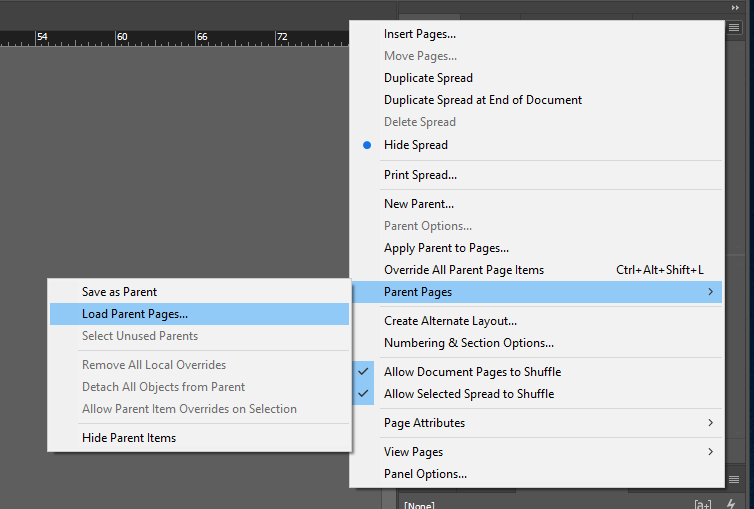 54
60
66
72
Insert Pages...
Move Pages...
Duplicate Spread
Duplicate Spread at End of Document
Delete Spread
Hide Spread
Print Spread...
New Parent...
Parent Options...
Apply Parent to Pages...
Override All Parent Page Items Ctrl+Alt+Shift+L
Parent Pages
Create Alternate Layout...
Numbering & Section Options...
Allow Document Pages to Shuffle
Allow Selected Spread to Shuffle
Page Attributes
View Pages
Panel Options...
Save as Parent
Load Parent Pages...
Select Unused Parents
Remove All Local Overrides
Detach All Objects from Parent
Allow Parent Item Overrides on Selection
Hide Parent Items
[None]
[a+]